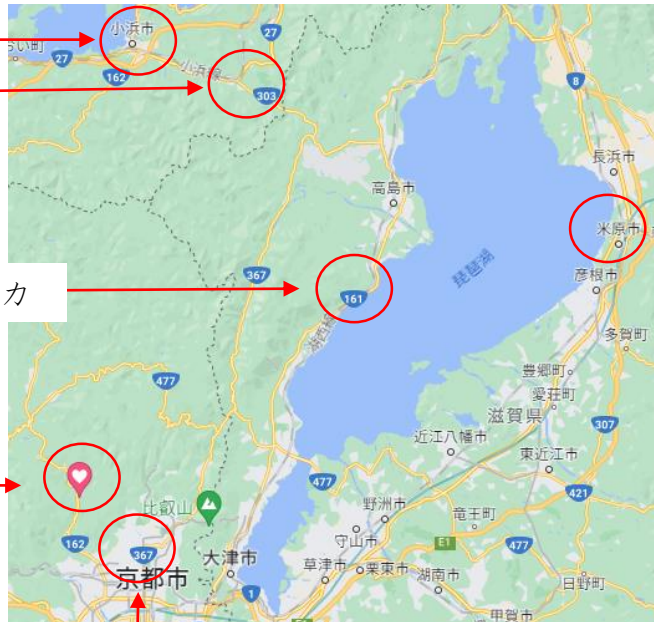 小浜市
27
27
162
小浜線
303
8
長浜市
高島市
米原市
367
琵琶湖
彦根市
カ
161
湖西線
多賀町
477
豊郷町
愛荘町
滋賀県
307
近江八幡市
東近江市
477
421
比叡山
野洲市
竜王町
162
367
守山市
E1
477
京都市
大津市
草津市
栗東市
湖南市
日野町
1
甲賀市